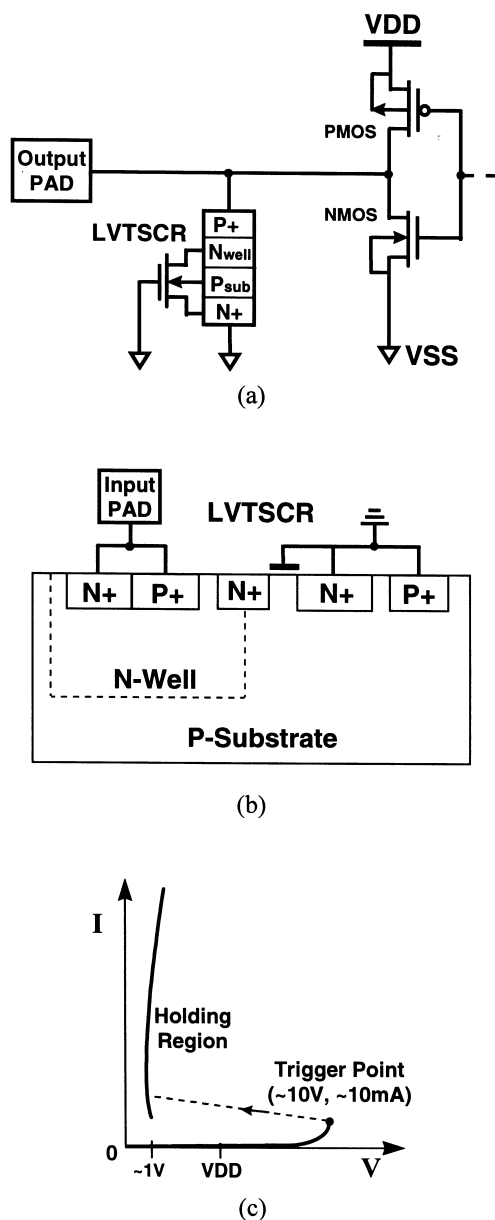 VDD
PMOS
Output
PAD
NMOS
LVTSCR
P+
Nwell
Psub
N+
VSS
(a)
Input
PAD
LVTSCR
N+
P+
N+
N+
P+
N-Well
P-Substrate
(b)
I
Holding
Region
Trigger Point
(~10V, ~10mA)
0
~1V
VDD
V
(c)